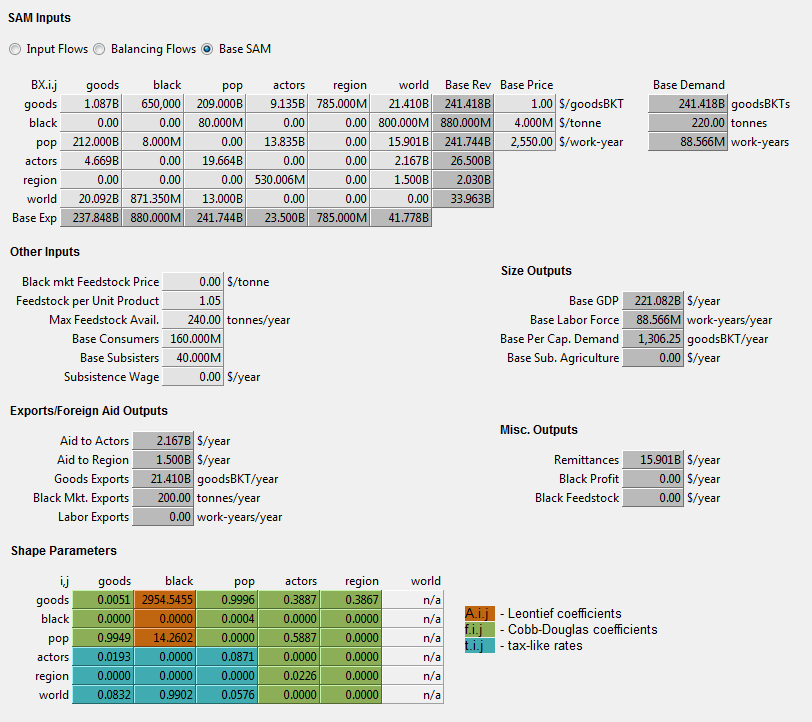 SAM Inputs
Input Flows Balancing Flows Base SAM
BX.i.j goods black pop actors region world Base Rev Base Price Base Demand
goods 1.087B 650,000 209.000B 9.135B 785.000M 21.410B 241.418B 1.00 $/goodsBKT 241.418B goodsBKTs
black 0.00 0.00 80.000M 0.00 0.00 800.000M 880.000M 4.000M $/tonne 220.00 tonnes
pop 212.000B 8.000M 0.00 13.835B 0.00 15.901B 241.744B 2,550.00 $/work-year 88.566M work-years
actors 4.669B 0.00 19.664B 0.00 0.00 2.167B 26.500B
region 0.00 0.00 0.00 530.006M 0.00 1.500B 2.030B
world 20.092B 871.350M 13.000B 0.00 0.00 0.00 33.963B
Base Exp 237.848B 880.000M 241.744B 23.500B 785.000M 41.778B
Other Inputs
Black mkt Feedstock Price 0.00 $/tonne
Feedstock per Unit Product 1.05
Max Feedstock Avail. 240.00 tonnes/year
Base Consumers 160.000M
Base Subsisters 40.000M
Subsistence Wage 0.00 $/year
Size Outputs
Base GDP 221.082B $/year
Base Labor Force 88.566M work-years/year
Base Per Cap. Demand 1,306.25 goodsBKT/year
Base Sub. Agriculture 0.00 $/year
Exports/Foreign Aid Outputs
Aid to Actors 2.167B $/year
Aid to Region 1.500B $/year
Goods Exports 21.410B goodsBKT/year
Black Mkt. Exports 200.00 tonnes/year
Labor Exports 0.00 work-years/year
Misc. Outputs
Remittances 15.901B $/year
Black Profit 0.00 $/year
Black Feedstock 0.00 $/year
Shape Parameters
i,j goods black pop actors region world
goods 0.0051 2954.5455 0.9996 0.3887 0.3867 n/a
black 0.0000 0.0000 0.0004 0.0000 0.0000 n/a
pop 0.9949 14.2602 0.0000 0.5887 0.0000 n/a
actors 0.0193 0.0000 0.0871 0.0000 0.0000 n/a
region 0.0000 0.0000 0.0000 0.0226 0.0000 n/a
world 0.0832 0.9902 0.0576 0.0000 0.0000 n/a
A.i.j - Leontief coefficients
f.i.j - Cobb-Douglas coefficients
t.i.j - tax-like rates